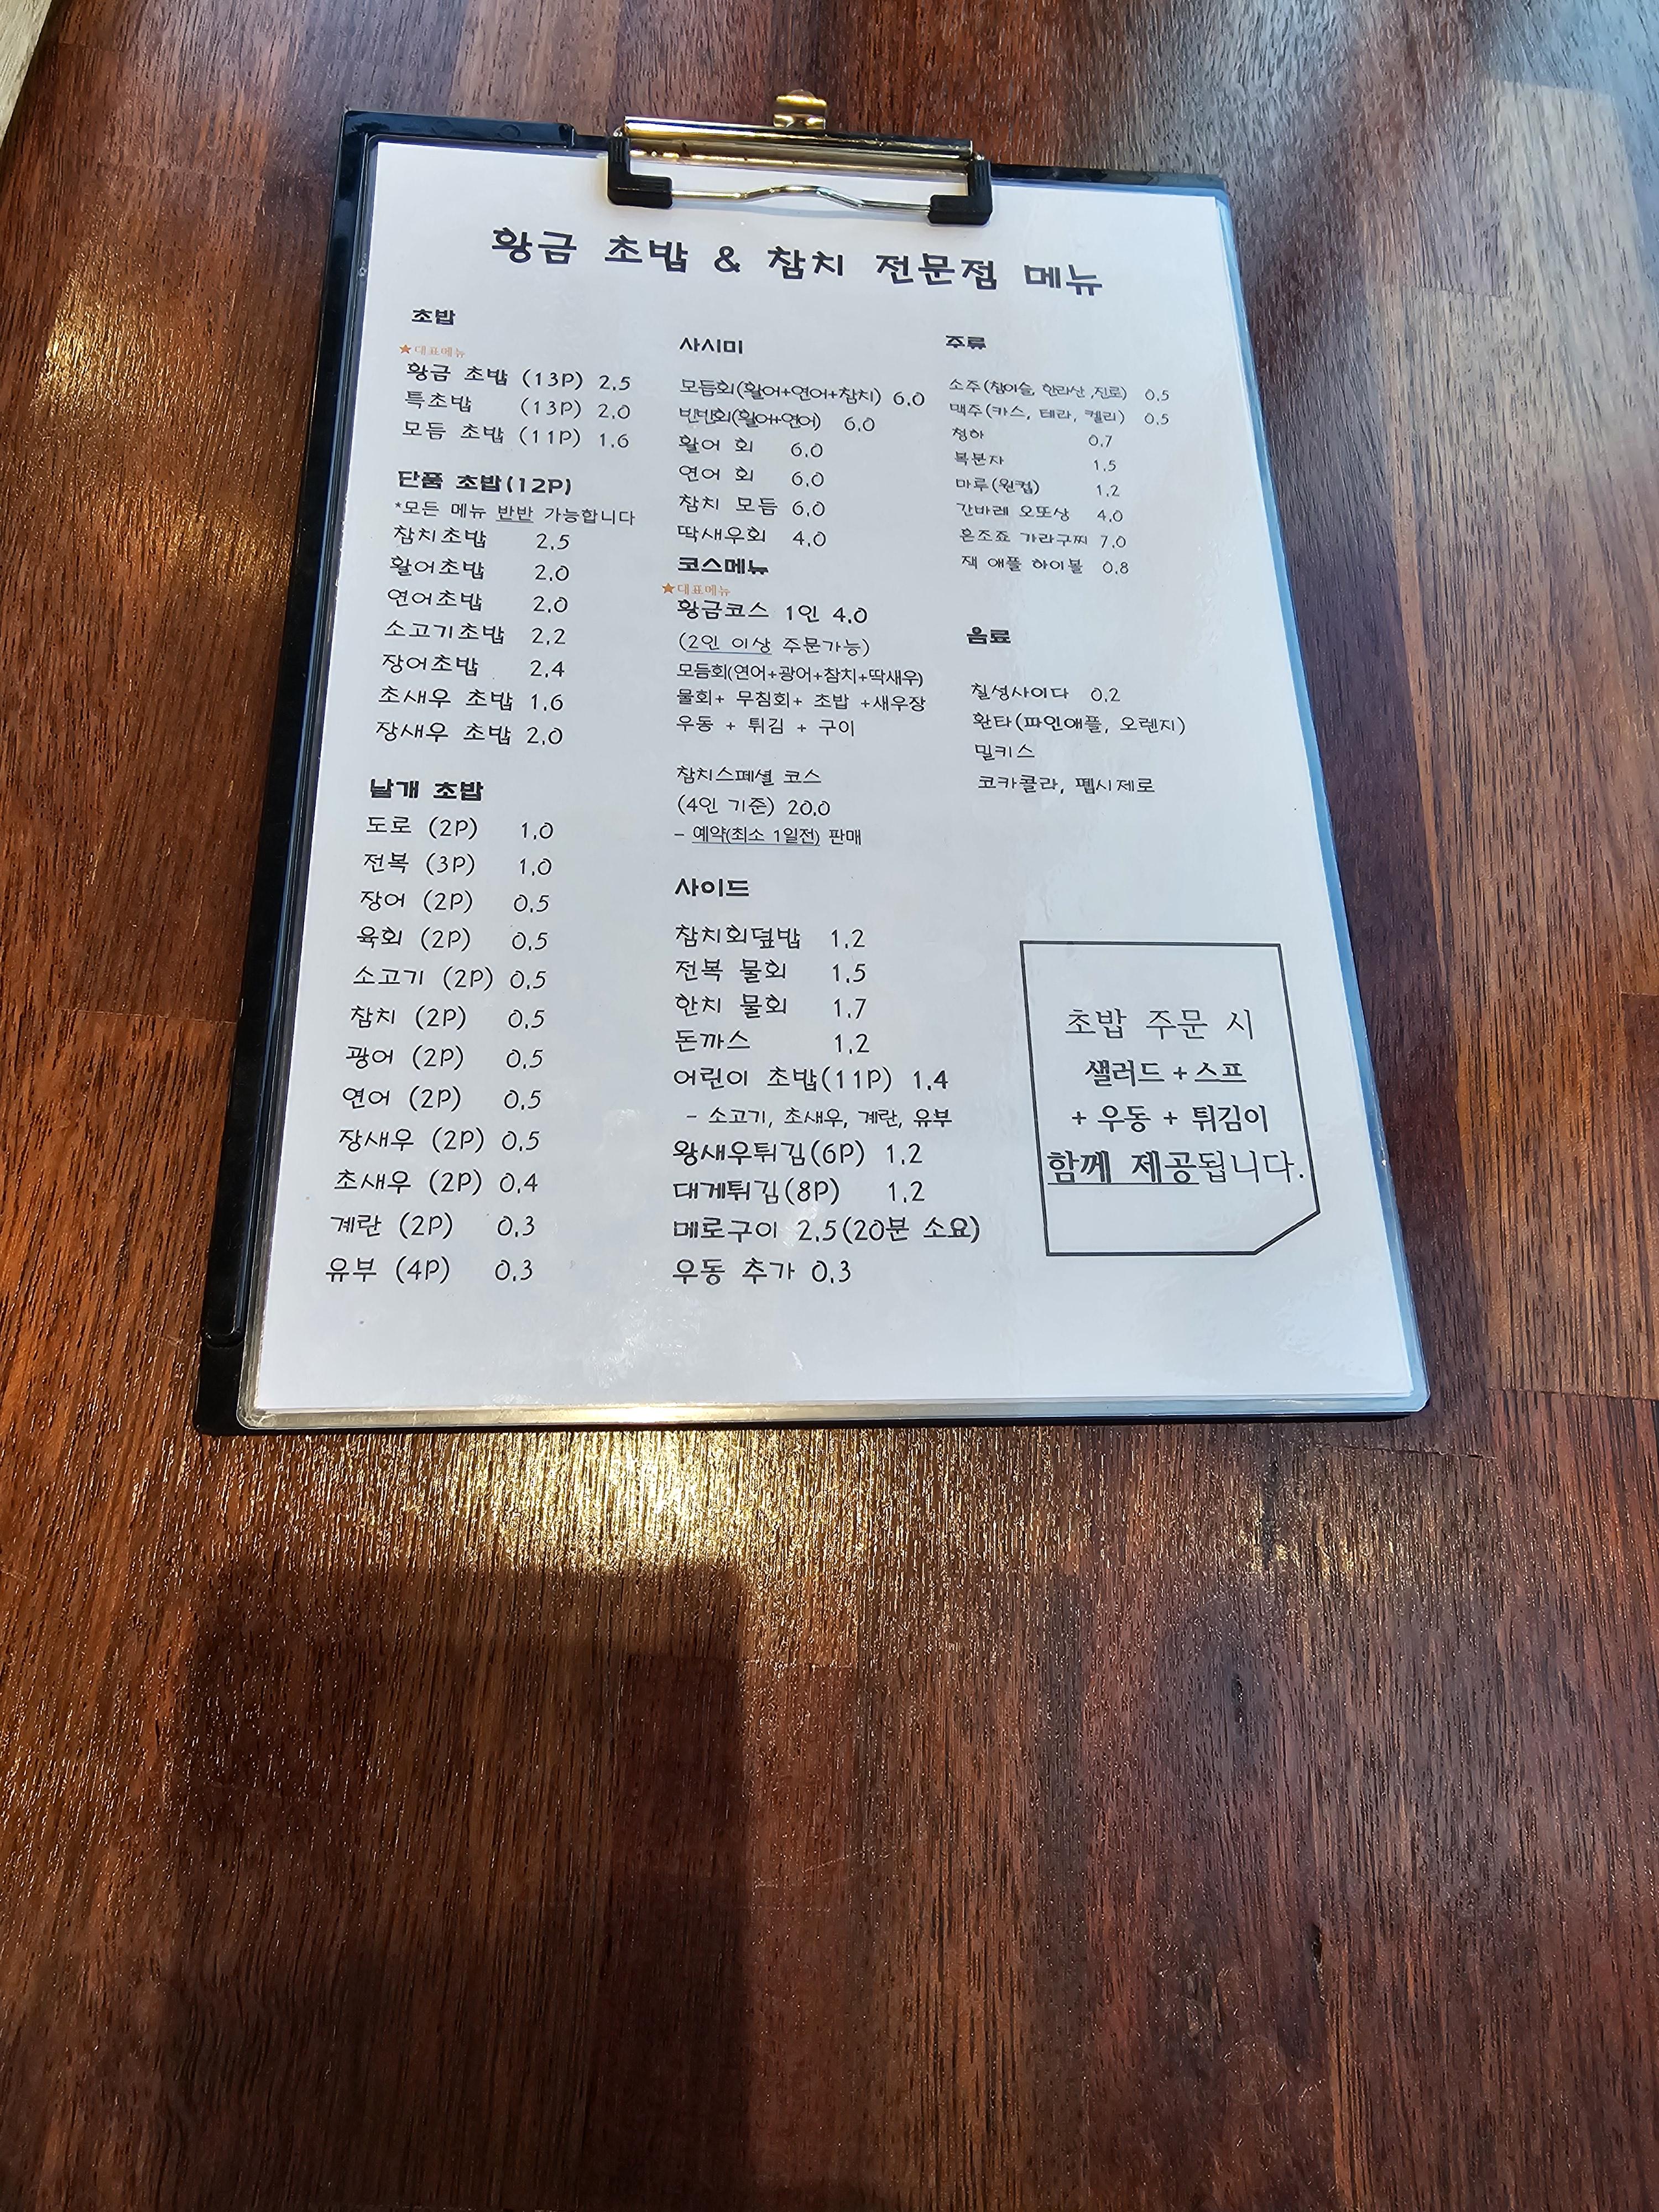 황금 초밥 & 참치 전문점 메뉴
초밥
★대표메뉴
황금 초밥 (13P) 2.5
특초밥 (13P) 2.0
모듬 초밥 (11P) 1.6
단품 초밥(12P)
*모든 메뉴 반반 가능합니다
참치초밥 2.5
활어초밥 2.0
연어초밥 2.0
소고기초밥 2.2
장어초밥 2.4
초새우 초밥 1.6
장새우 초밥 2.0
낱개 초밥
도로 (2P) 1.0
전복 (3P) 1.0
장어 (2P) 0.5
육회 (2P) 0.5
소고기 (2P) 0.5
참치 (2P) 0.5
광어 (2P) 0.5
연어 (2P) 0.5
장새우 (2P) 0.5
초새우 (2P) 0.4
계란 (2P) 0.3
유부 (4P) 0.3
사시미
모듬회(활어+연어+참치) 6.0
반반회(활어+연어) 6.0
활어 회 6.0
연어 회 6.0
참치 모듬 6.0
딱새우회 4.0
코스메뉴
★대표메뉴
황금코스 1인 4.0
(2인 이상 주문가능)
모듬회(연어+광어+참치+딱새우)
물회+ 무침회+ 초밥 +새우장
우동 + 튀김 + 구이
참치스페셜 코스
(4인 기준) 20.0
- 예약(최소 1일전) 판매
사이드
참치회덮밥 1.2
전복 물회 1.5
한치 물회 1.7
돈까스 1.2
어린이 초밥(11P) 1.4
- 소고기, 초새우, 계란, 유부
왕새우튀김(6P) 1.2
대게튀김(8P) 1.2
메로구이 2.5(20분 소요)
우동 추가 0.3
주류
소주(참이슬, 한라산 ,진로) 0.5
맥주(카스, 테라, 켈리) 0.5
청하 0.7
복분자 1.5
마루(원컵) 1.2
간바레 오또상 4.0
혼조죠 가라구찌 7.0
잭 애플 하이볼 0.8
음료
칠성사이다 0.2
환타(파인애플, 오렌지)
밀키스
코카콜라, 펩시제로
초밥 주문 시
샐러드 + 스프
+ 우동 + 튀김이
함께 제공됩니다.